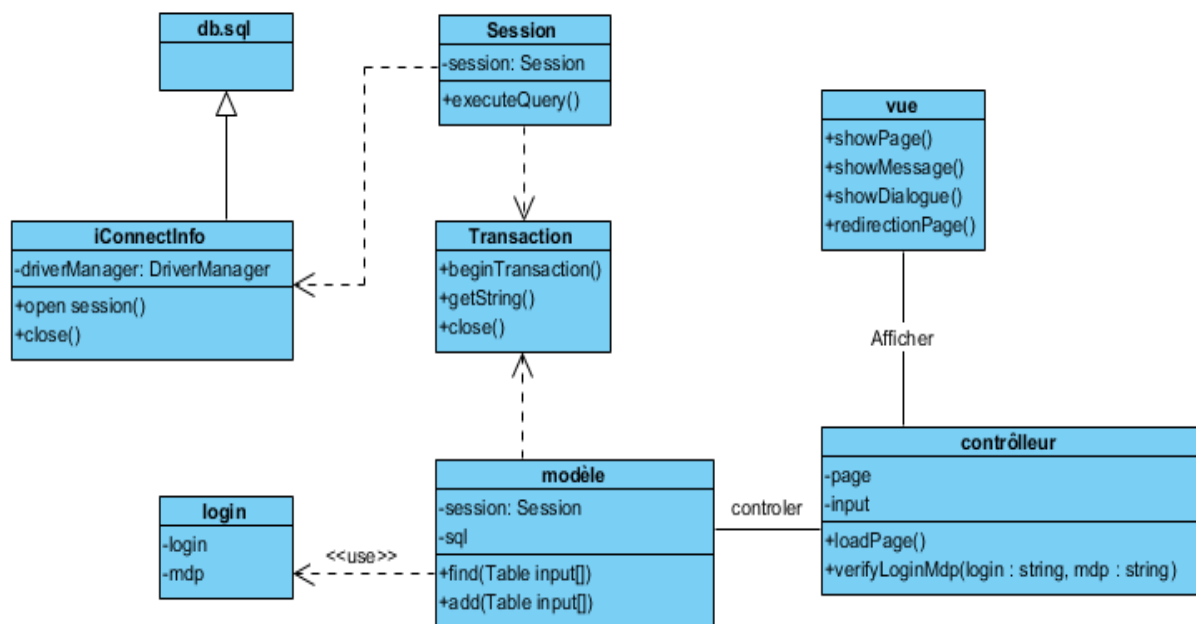 db.sql
Session
-session: Session
+executeQuery()
vue
+showPage()
+showMessage()
+showDialogue()
+redirectionPage()
iConnectInfo
-driverManager: DriverManager
+open session()
+close()
Transaction
+beginTransaction()
+getString()
+close()
Afficher
contrôlleur
-page
-input
+loadPage()
+verifyLoginMdp(login : string, mdp : string)
modèle
-session: Session
-sql
+find(Table input[])
+add(Table input[])
controler
login
-login
-mdp
<<use>>